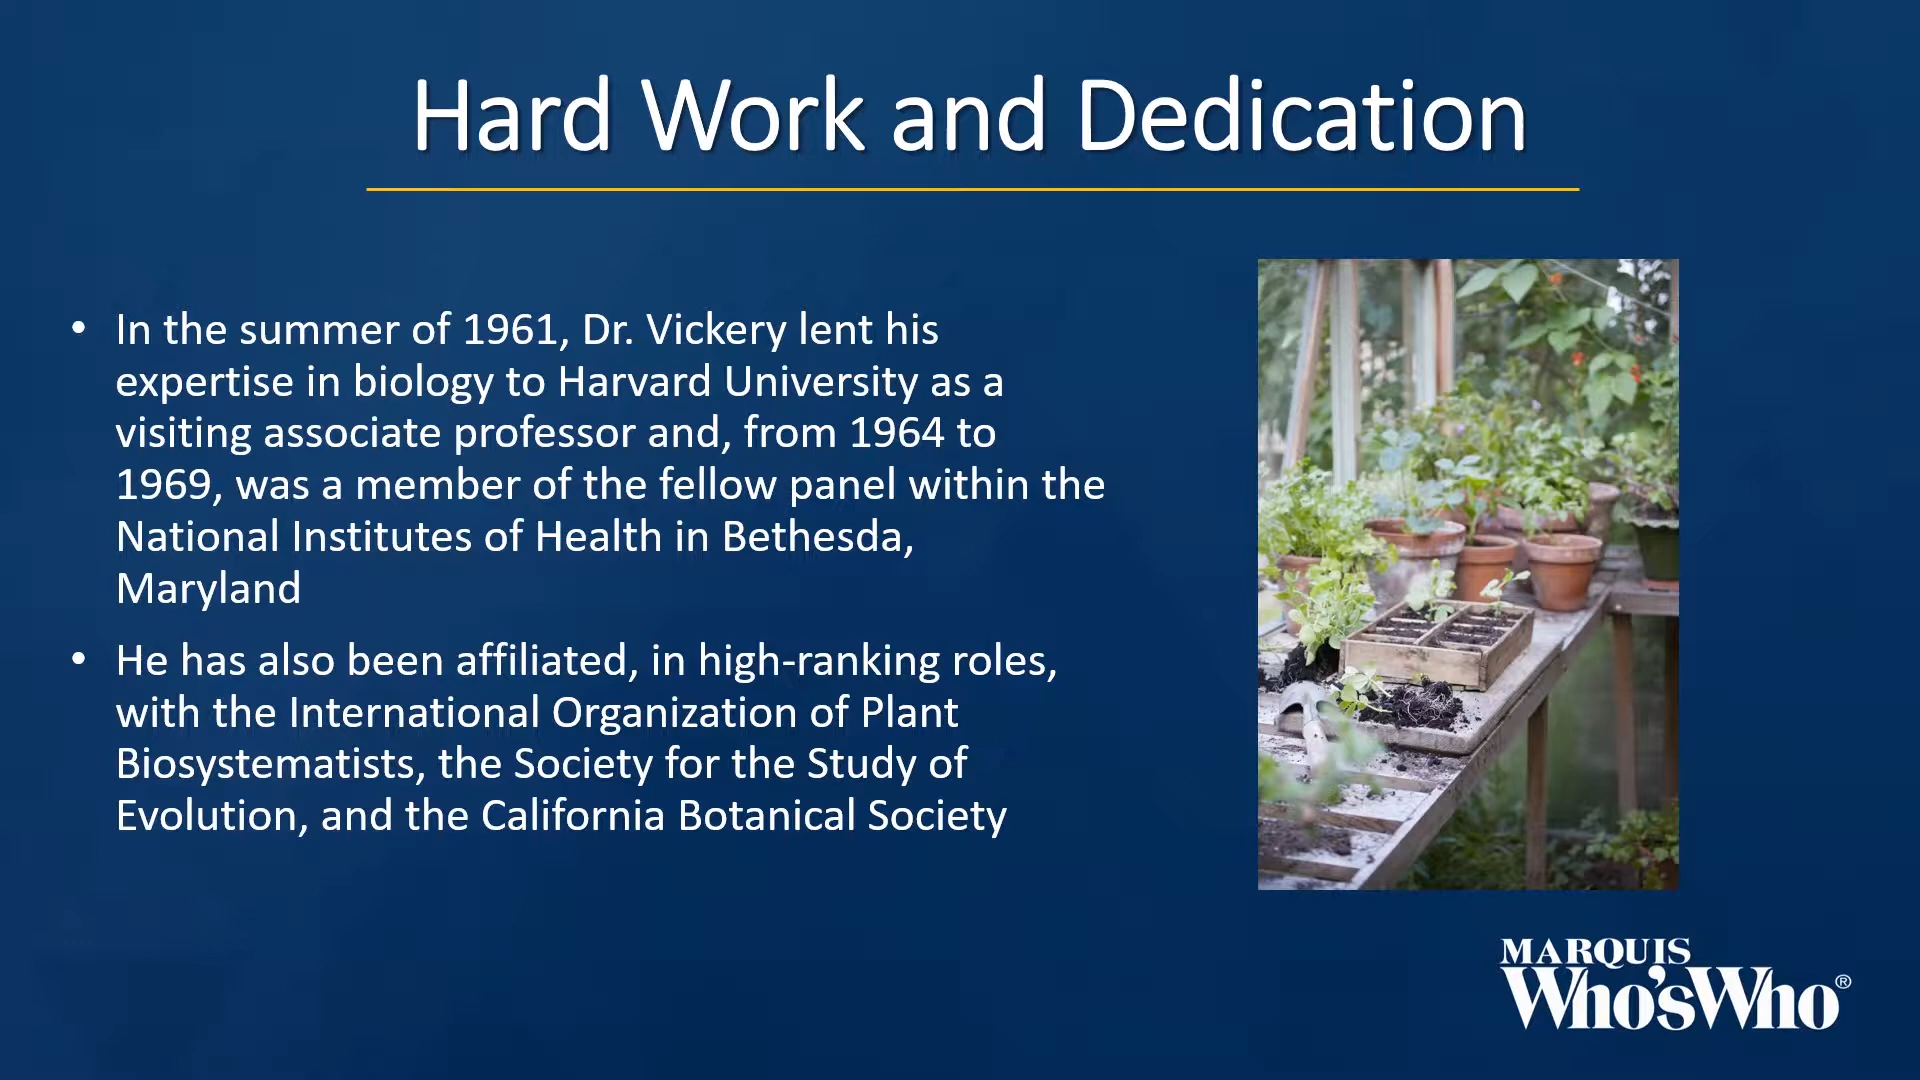 Hard Work and Dedication
• In the summer of 1961, Dr. Vickery lent his
expertise in biology to Harvard University as a
visiting associate professor and, from 1964 to
1969, was a member of the fellow panel within the
National Institutes of Health in Bethesda,
Maryland
• He has also been affiliated, in high-ranking roles,
with the International Organization of Plant
Biosystematists, the Society for the Study of
Evolution, and the California Botanical Society
MARQUIS
Who'sWho®